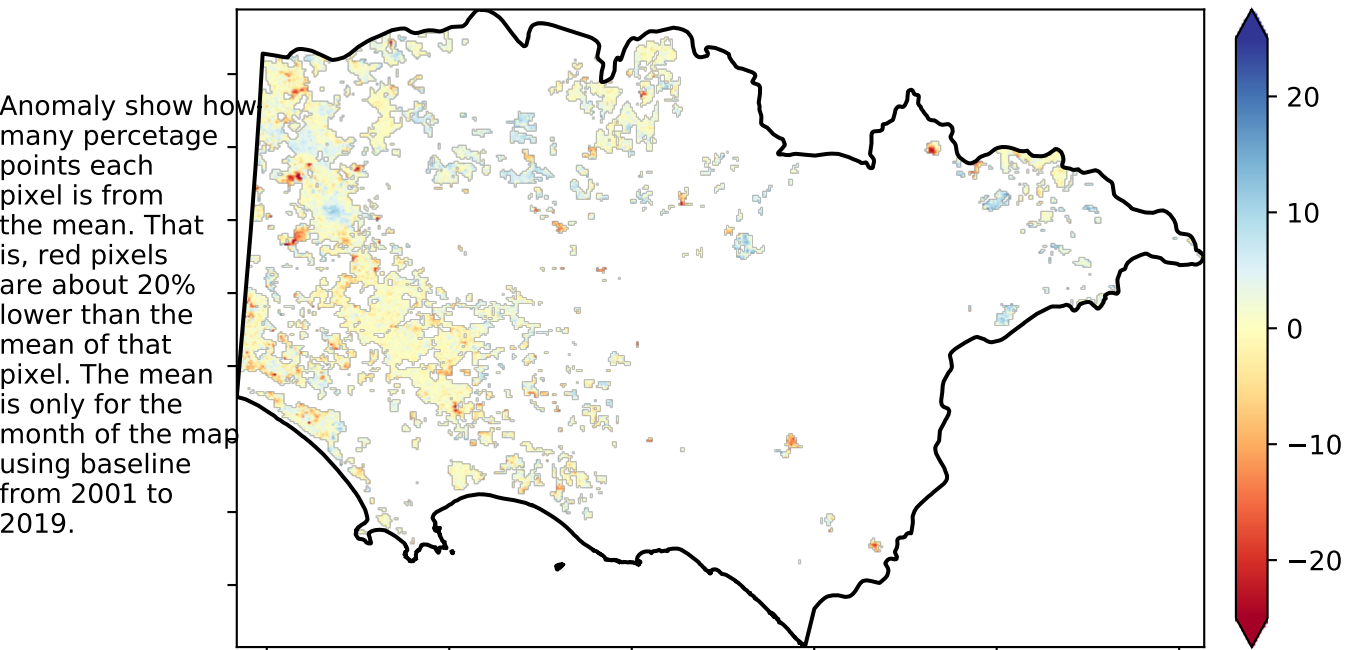 Anomaly show how
many percetage
points each
pixel is from
the mean. That
is, red pixels
are about 20%
lower than the
mean of that
pixel. The mean
is only for the
month of the map
using baseline
from 2001 to
2019.
20
10
0
−10
−20